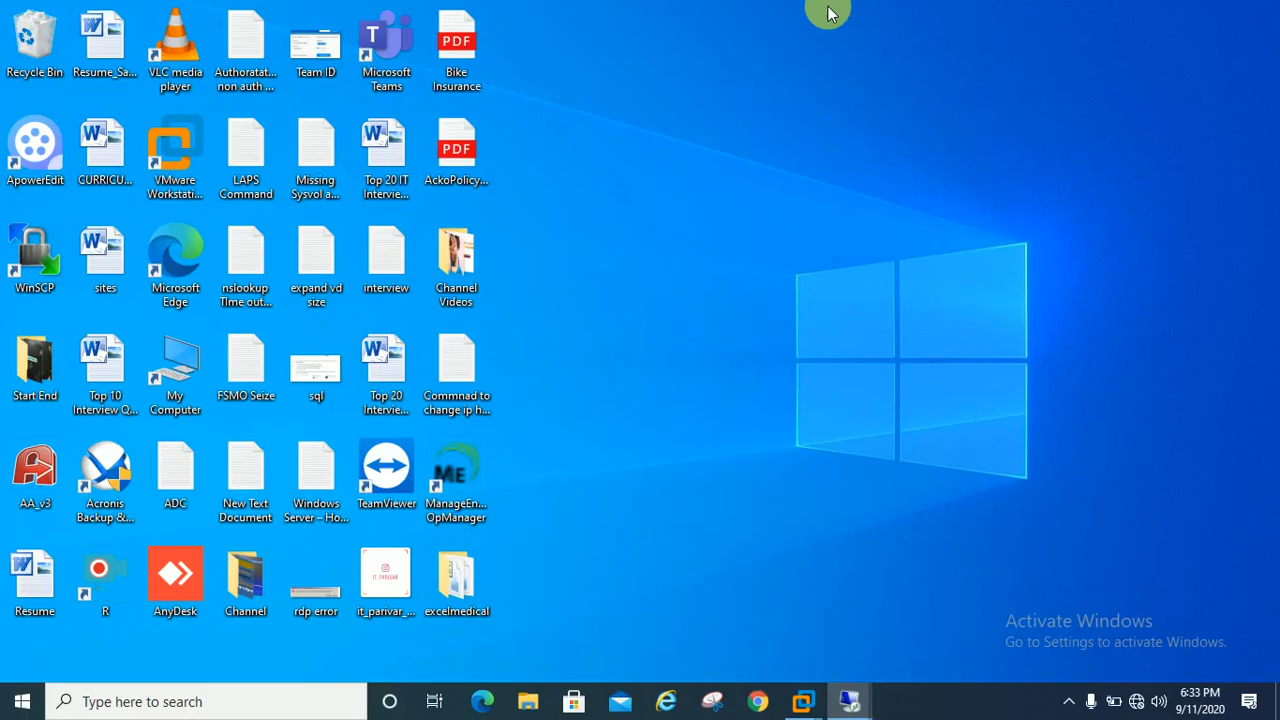 Recycle Bin
Resume_Sa...
VLC media
player
Authoratat...
non auth ...
Team ID
T
Microsoft
Teams
PDF
Bike
Insurance
ApowerEdit
W
CURRICU...
VMware
Workstati...
LAPS
Command
Missing
Sysvol a...
W
Top 20 IT
Intervie...
PDF
AckoPolicy...
WinSCP
W
sites
Microsoft
Edge
nslookup
TIme out...
expand vd
size
interview
Channel
Videos
Start End
W
Top 10
Interview Q...
My
Computer
FSMO Seize
sql
W
Top 20
Intervie...
Commnad to
change ip h...
AA_v3
Acronis
Backup &...
ADC
New Text
Document
Windows
Server – Ho...
TeamViewer
ME
ManageEn...
OpManager
W
Resume
R
AnyDesk
Channel
rdp error
IT_PARIVAR
it_parivar_...
excelmedical
Activate Windows
Go to Settings to activate Windows.
Type here to search
6:33 PM
9/11/2020